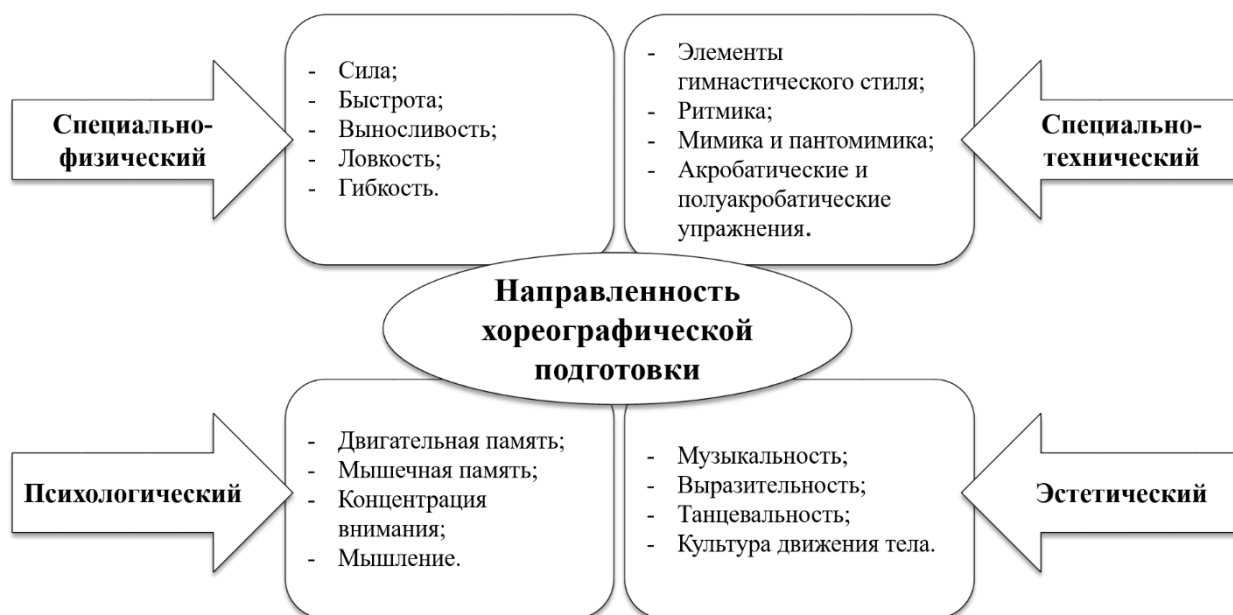 Специально-
физический
- Сила;
- Быстрота;
- Выносливость;
- Ловкость;
- Гибкость.
- Элементы
гимнастического стиля;
- Ритмика;
- Мимика и пантомимика;
- Акробатические и
полуакробатические
упражнения.
Специально-
технический
Направленность
хореографической
подготовки
Психологический
- Двигательная память;
- Мышечная память;
- Концентрация
внимания;
- Мышление.
- Музыкальность;
- Выразительность;
- Танцевальность;
- Культура движения тела.
Эстетический